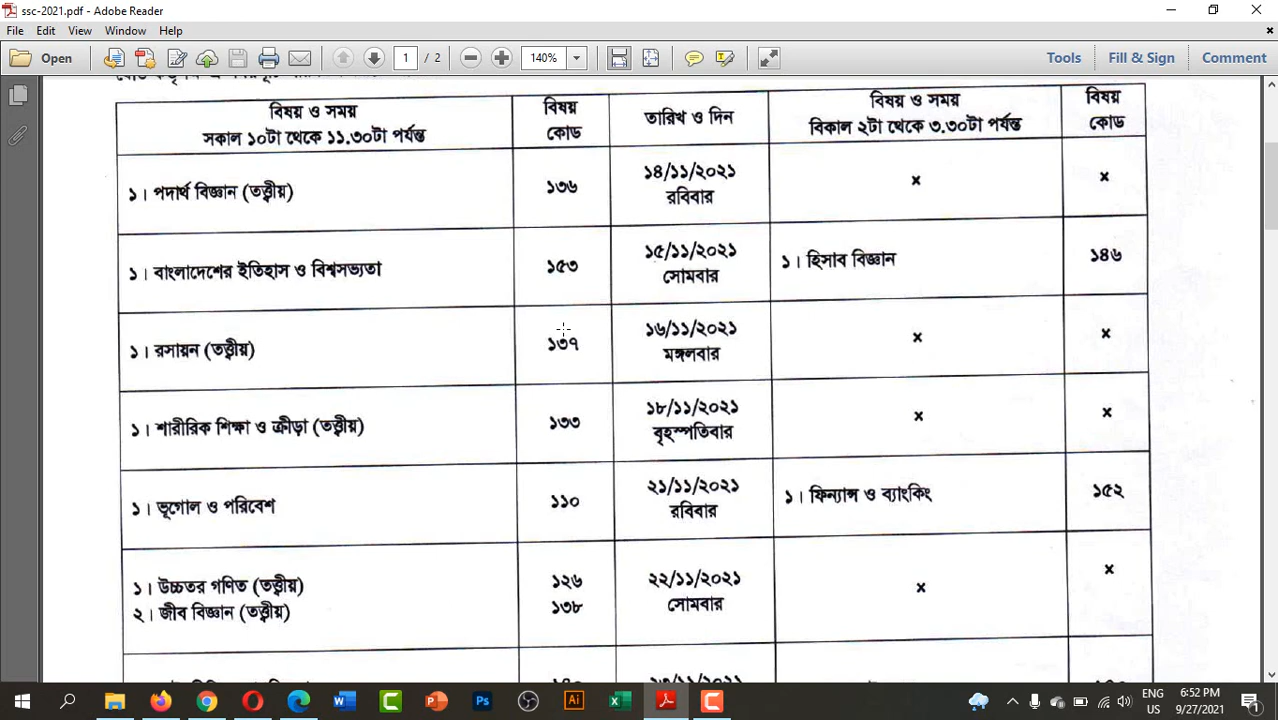 ssc-2021.pdf - Adobe Reader
File Edit View Window Help
Open 1 / 2 140% Tools Fill & Sign Comment
বিষয় ও সময় বিষয় তারিখ ও দিন বিষয় ও সময় বিষয়
সকাল ১০টা থেকে ১১.৩০টা পর্যন্ত কোড বিকাল ২টা থেকে ৩.৩০টা পর্যন্ত কোড
১। পদার্থ বিজ্ঞান (তত্ত্বীয়) ১৩৬ ১৪/১১/২০২১ x x
রবিবার
১। বাংলাদেশের ইতিহাস ও বিশ্বসভ্যতা ১৫৩ ১৫/১১/২০২১ ১। হিসাব বিজ্ঞান ১৪৬
সোমবার
১। রসায়ন (তত্ত্বীয়) ১৩৭ ১৬/১১/২০২১ x x
মঙ্গলবার
১। শারীরিক শিক্ষা ও ক্রীড়া (তত্ত্বীয়) ১৩৩ ১৮/১১/২০২১ x x
বৃহস্পতিবার
১। ভূগোল ও পরিবেশ ১১০ ২১/১১/২০২১ ১। ফিন্যান্স ও ব্যাংকিং ১৫২
রবিবার
১। উচ্চতর গণিত (তত্ত্বীয়) ১২৬ ২২/১১/২০২১ x x
২। জীব বিজ্ঞান (তত্ত্বীয়) ১৩৮ সোমবার
ENG 6:52 PM
US 9/27/2021